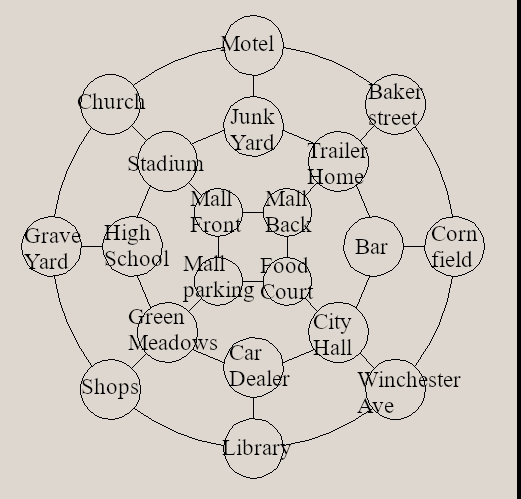 Motel
Church
Baker
street
Junk
Yard
Stadium
Trailer
Home
Mall
Front
Mall
Back
Grave
Yard
High
School
Bar
Corn
field
Mall
parking
Food
Court
Green
Meadows
City
Hall
Car
Dealer
Shops
Winchester
Ave
Library